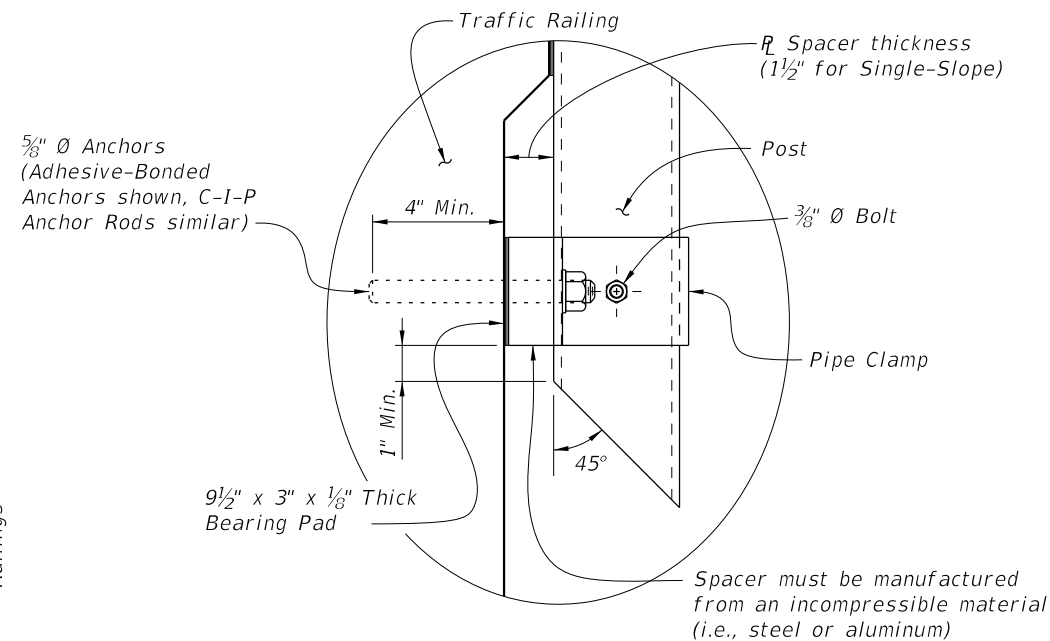 Traffic Railing
℄ Spacer thickness
(1½" for Single-Slope)
⅝" Ø Anchors
(Adhesive-Bonded
Anchors shown, C-I-P
Anchor Rods similar)
Post
4" Min.
⅜" Ø Bolt
Pipe Clamp
1" Min.
45°
9½" x 3" x ⅛" Thick
Bearing Pad
Spacer must be manufactured
from an incompressible material
(i.e., steel or aluminum)